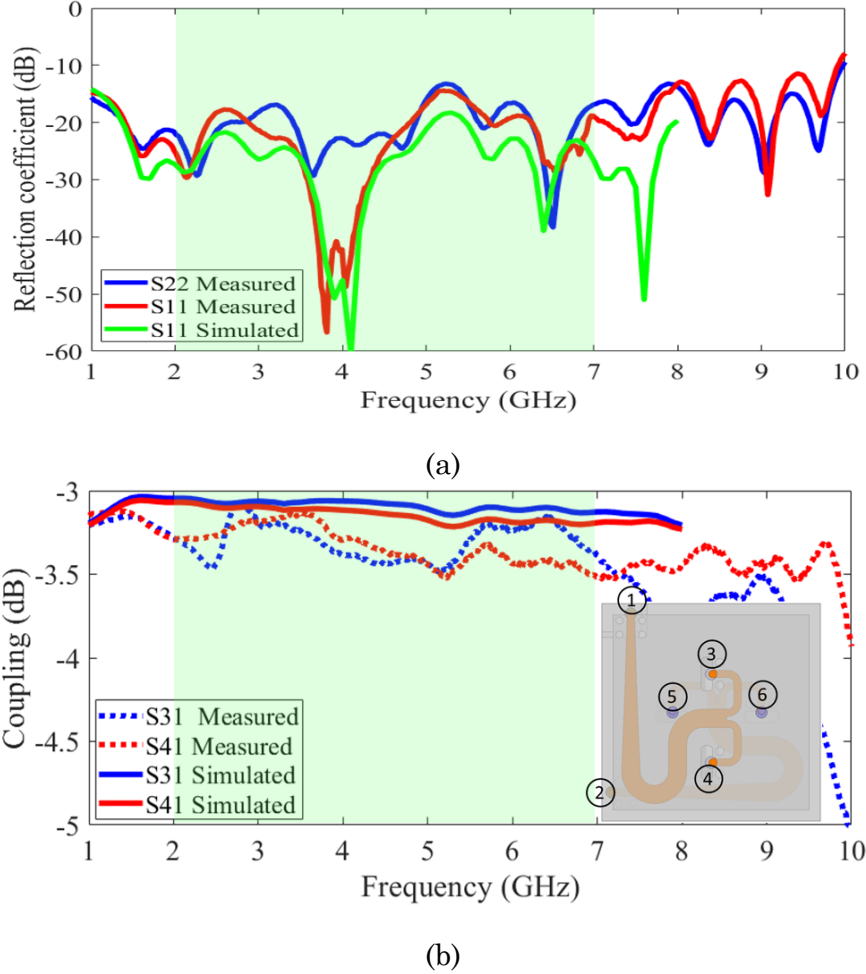 0
-10
-20
-30
-40
-50
-60
Reflection coefficient (dB)
S22 Measured
S11 Measured
S11 Simulated
1 2 3 4 5 6 7 8 9 10
Frequency (GHz)
(a)
-3
-3.5
-4
-4.5
-5
Coupling (dB)
S31 Measured
S41 Measured
S31 Simulated
S41 Simulated
1
3
5 6
4
2
1 2 3 4 5 6 7 8 9 10
Frequency (GHz)
(b)